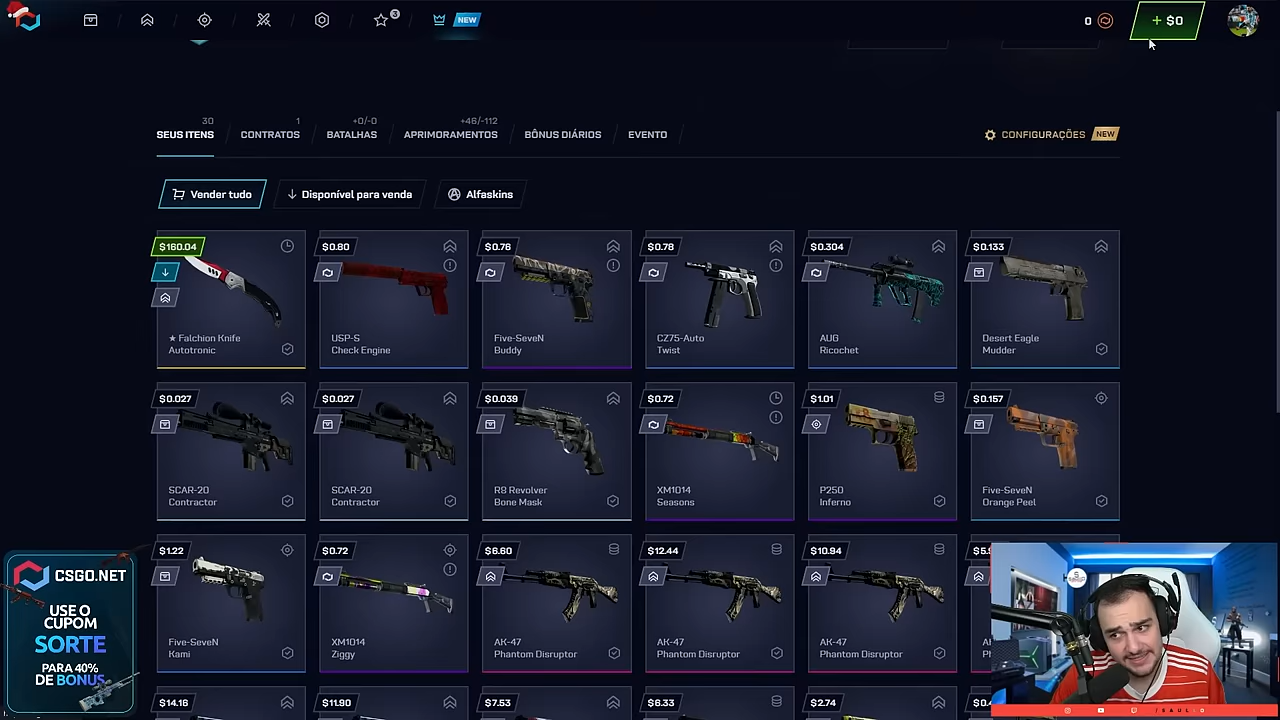 NEW
3
0
+ $0
30
SEUS ITENS
1
CONTRATOS
+0/-0
BATALHAS
+46/-112
APRIMORAMENTOS
BÔNUS DIÁRIOS
EVENTO
CONFIGURAÇÕES NEW
Vender tudo
Disponível para venda
Alfaskins
$160.04
★ Falchion Knife
Autotronic
$0.80
USP-S
Check Engine
$0.76
Five-SeveN
Buddy
$0.78
CZ75-Auto
Twist
$0.304
AUG
Ricochet
$0.133
Desert Eagle
Mudder
$0.027
SCAR-20
Contractor
$0.027
SCAR-20
Contractor
$0.039
R8 Revolver
Bone Mask
$0.72
XM1014
Seasons
$1.01
P250
Inferno
$0.157
Five-SeveN
Orange Peel
$1.22
Five-SeveN
Kami
$0.72
XM1014
Ziggy
$6.60
AK-47
Phantom Disruptor
$12.44
AK-47
Phantom Disruptor
$10.94
AK-47
Phantom Disruptor
$14.16
$11.90
$7.53
$6.33
$2.74
CSGO.NET
USE O
CUPOM
SORTE
PARA 40%
DE BONUS